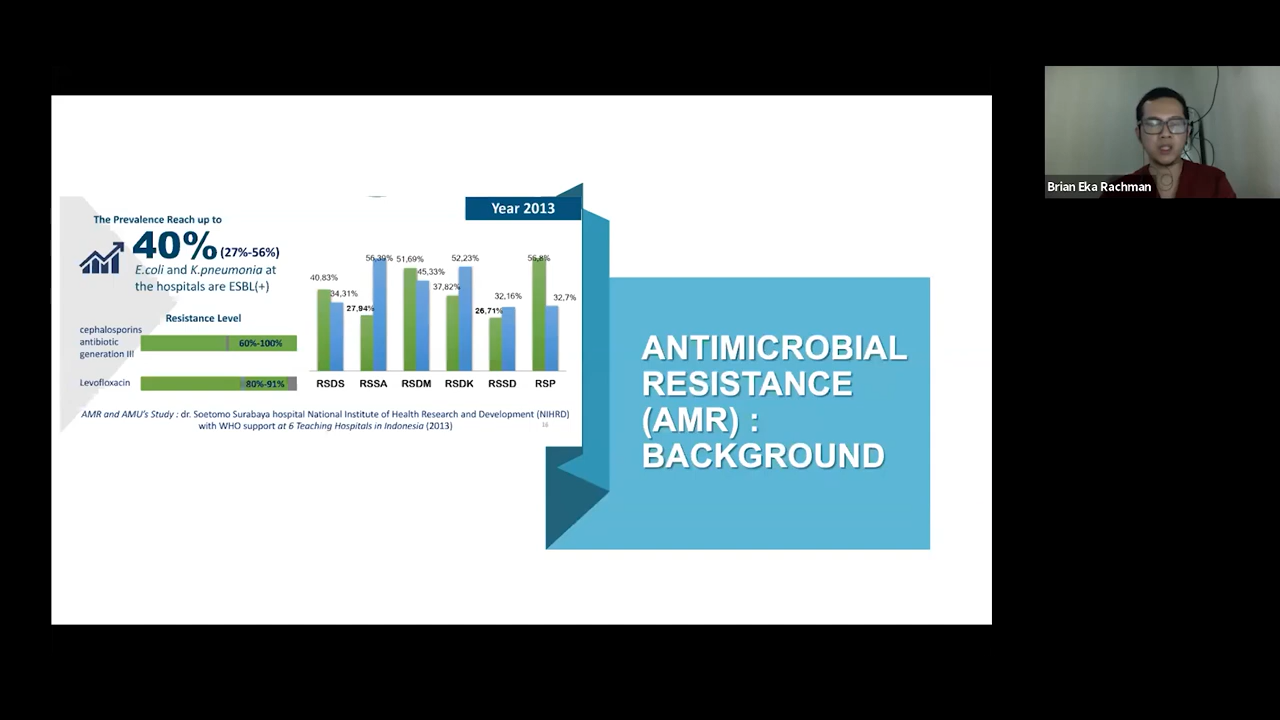 Year 2013
The Prevalence Reach up to
40% (27%-56%)
E.coli and K.pneumonia at
the hospitals are ESBL(+)
Resistance Level
cephalosporins
antibiotic
generation III
60%-100%
Levofloxacin
80%-91%
40,83%
34,31%
27,94%
56,39%
51,69%
45,33%
37,82%
52,23%
26,71%
32,16%
56,8%
32,7%
RSDS RSSA RSDM RSDK RSSD RSP
AMR and AMU's Study : dr. Soetomo Surabaya hospital National Institute of Health Research and Development (NIHRD)
with WHO support at 6 Teaching Hospitals in Indonesia (2013)
16
ANTIMICROBIAL
RESISTANCE
(AMR) :
BACKGROUND
Brian Eka Rachman